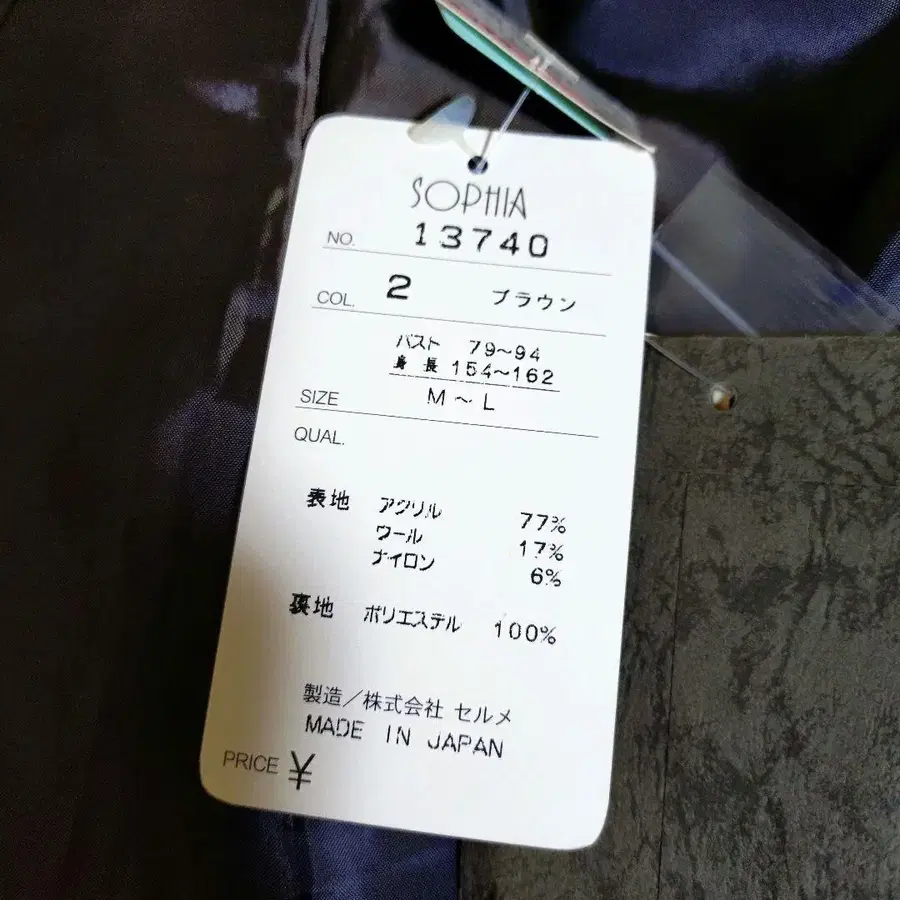 SOPHIA
NO. 13740
COL. 2 ブラウン
バスト 79～94
身長 154～162
SIZE M～L
QUAL.
表地 アクリル 77%
ウール 17%
ナイロン 6%
裏地 ポリエステル 100%
製造／株式会社 セルメ
MADE IN JAPAN
PRICE ¥